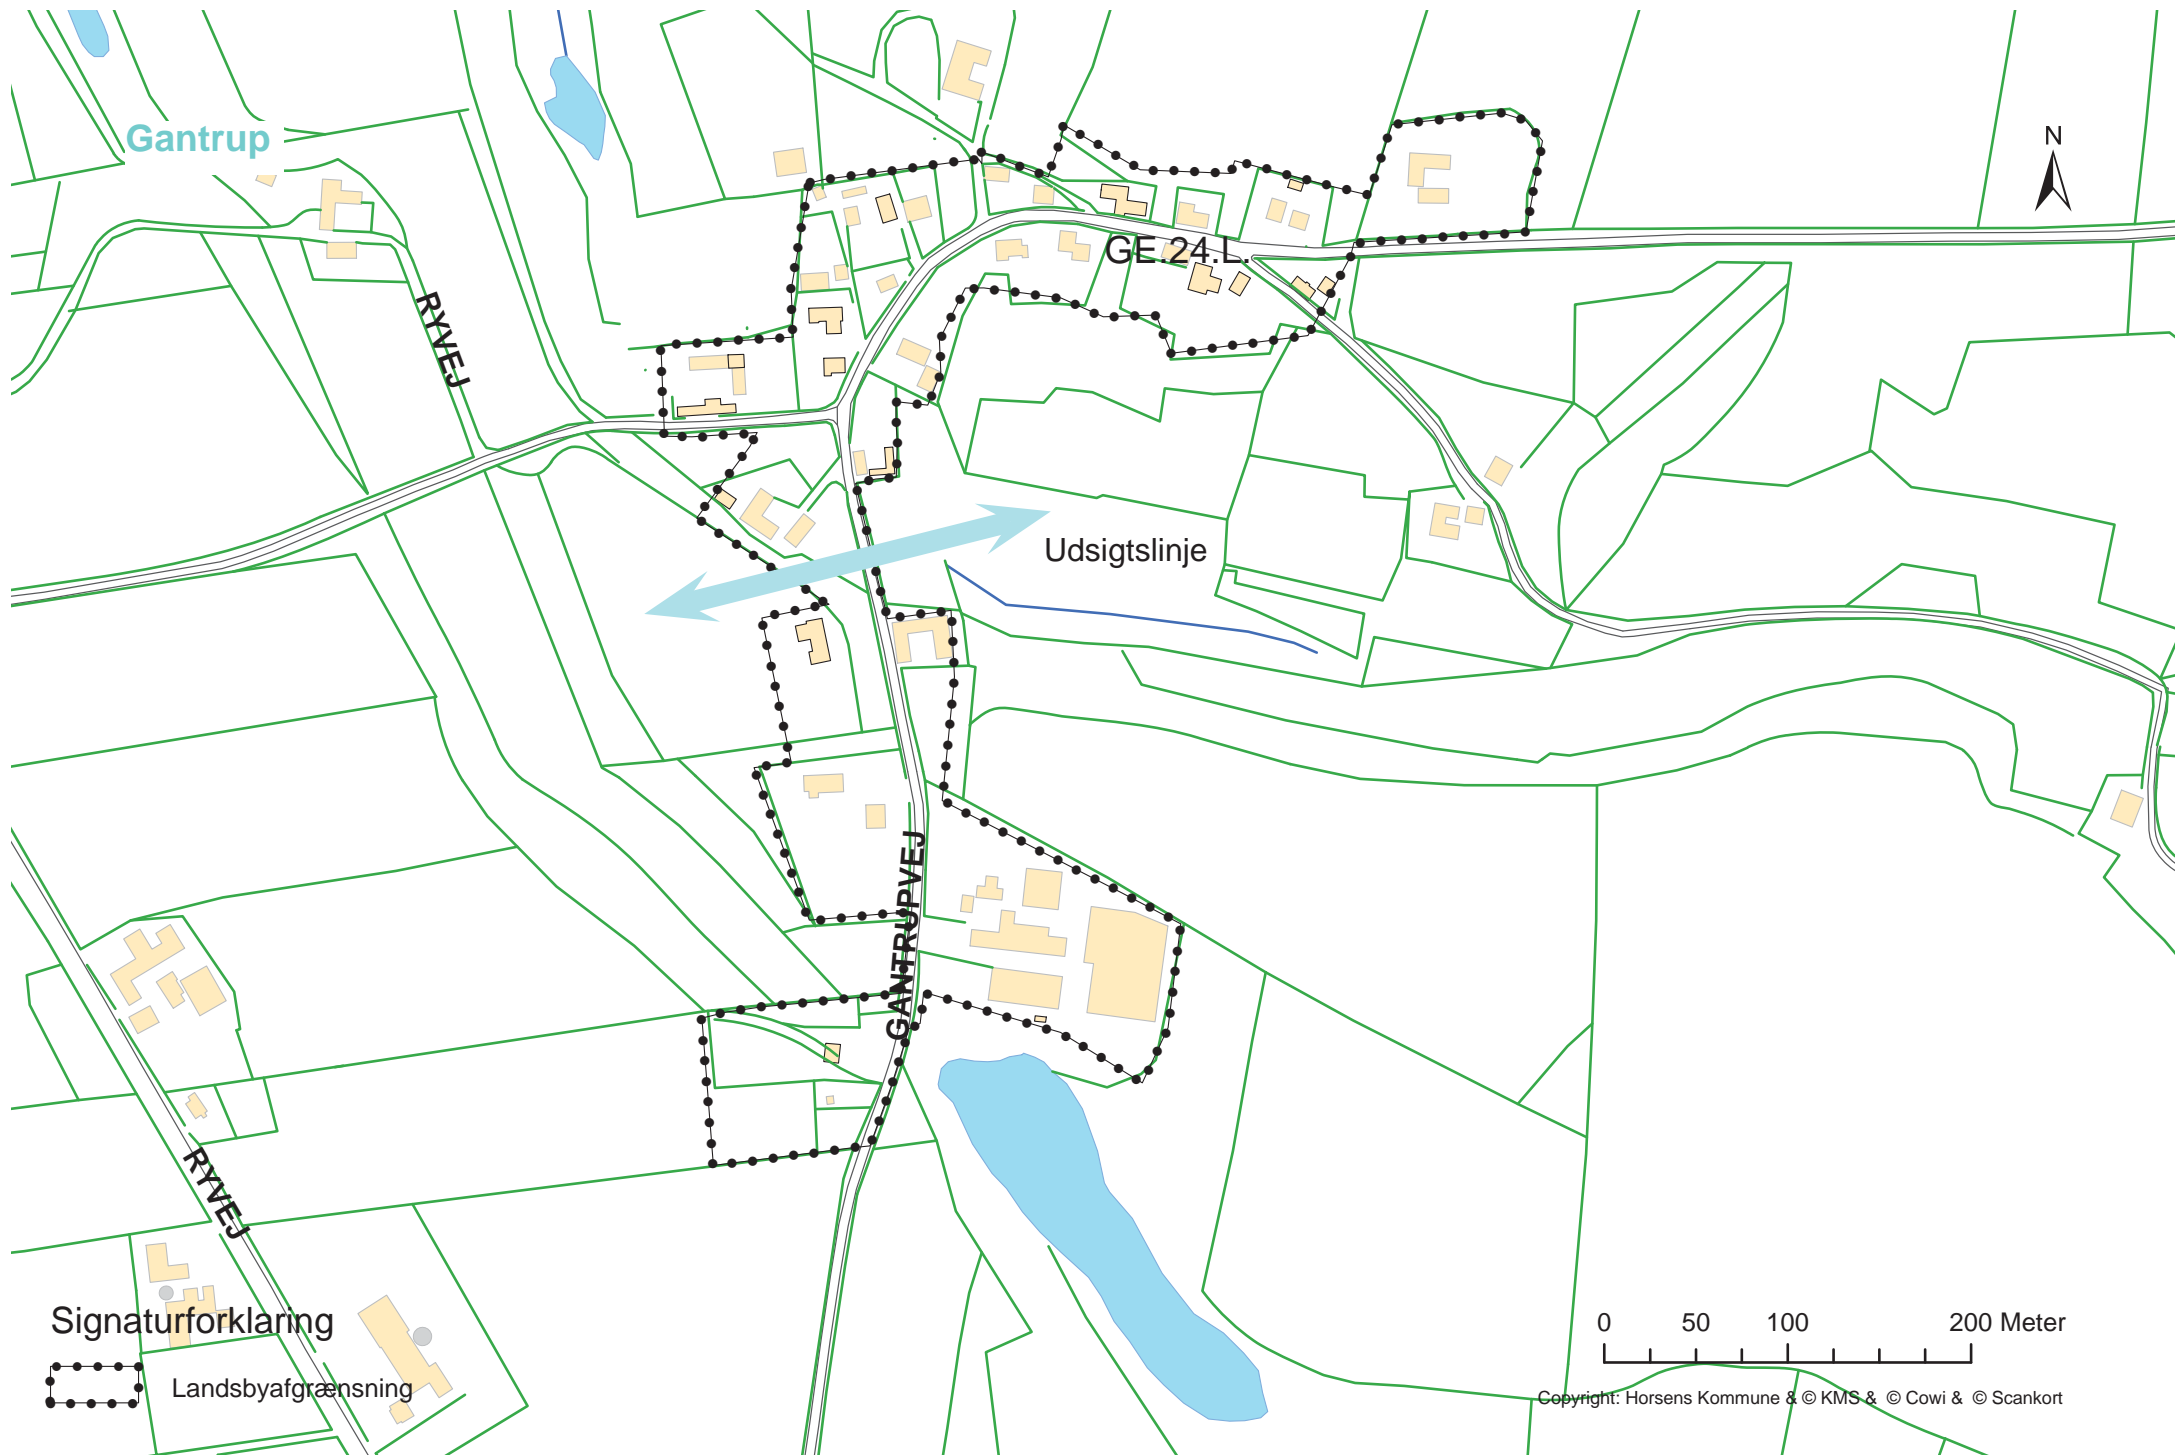 Gantrup
N
GE.24.L.
RYVEJ
Udsigtslinje
GANTRUPVEJ
RYVEJ
Signaturforklaring
Landsbyafgrænsning
0 50 100 200 Meter
Copyright: Horsens Kommune & © KMS & © Cowi & © Scankort